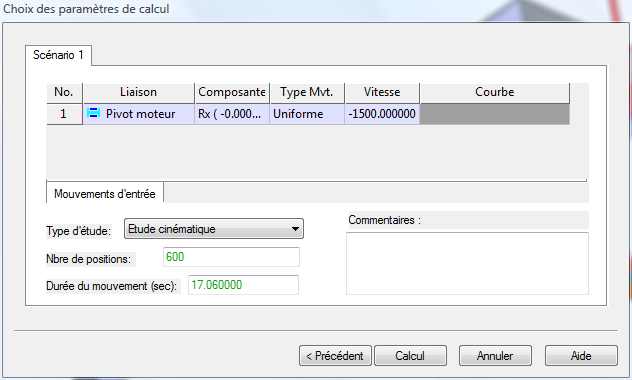 Choix des paramètres de calcul
Scénario 1
No. Liaison Composante Type Mvt. Vitesse Courbe
1 Pivot moteur Rx ( -0.000... Uniforme -1500.000000
Mouvements d'entrée
Type d'étude: Etude cinématique
Commentaires :
Nbre de positions: 600
Durée du mouvement (sec): 17.060000
< Précédent Calcul Annuler Aide